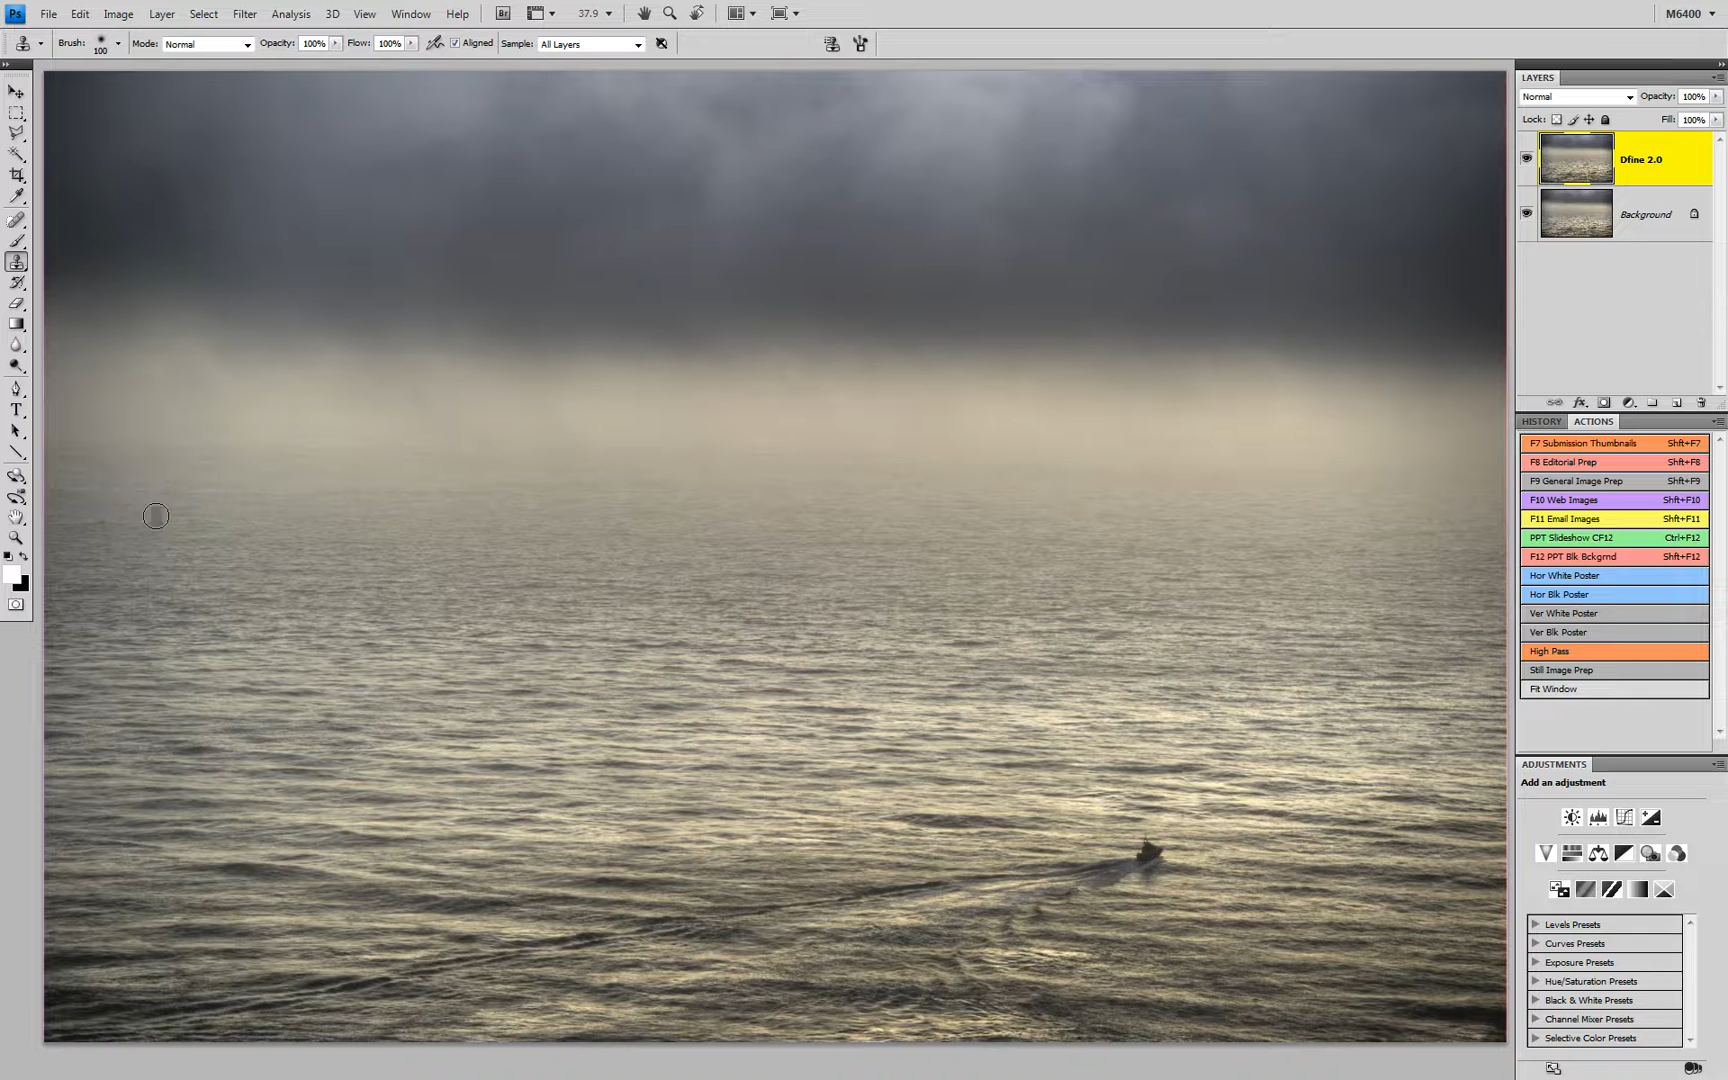 Ps File Edit Image Layer Select Filter Analysis 3D View Window Help Br 37.9 M6400
Brush: 100 Mode: Normal Opacity: 100% Flow: 100% Aligned Sample: All Layers
LAYERS
Normal Opacity: 100%
Lock: Fill: 100%
Dfine 2.0
Background
HISTORY ACTIONS
F7 Submission Thumbnails Shft+F7
F8 Editorial Prep Shft+F8
F9 General Image Prep Shft+F9
F10 Web Images Shft+F10
F11 Email Images Shft+F11
PPT Slideshow CF12 Ctrl+F12
F12 PPT Blk Bckgrnd Shft+F12
Hor White Poster
Hor Blk Poster
Ver White Poster
Ver Blk Poster
High Pass
Still Image Prep
Fit Window
ADJUSTMENTS
Add an adjustment
Levels Presets
Curves Presets
Exposure Presets
Hue/Saturation Presets
Black & White Presets
Channel Mixer Presets
Selective Color Presets